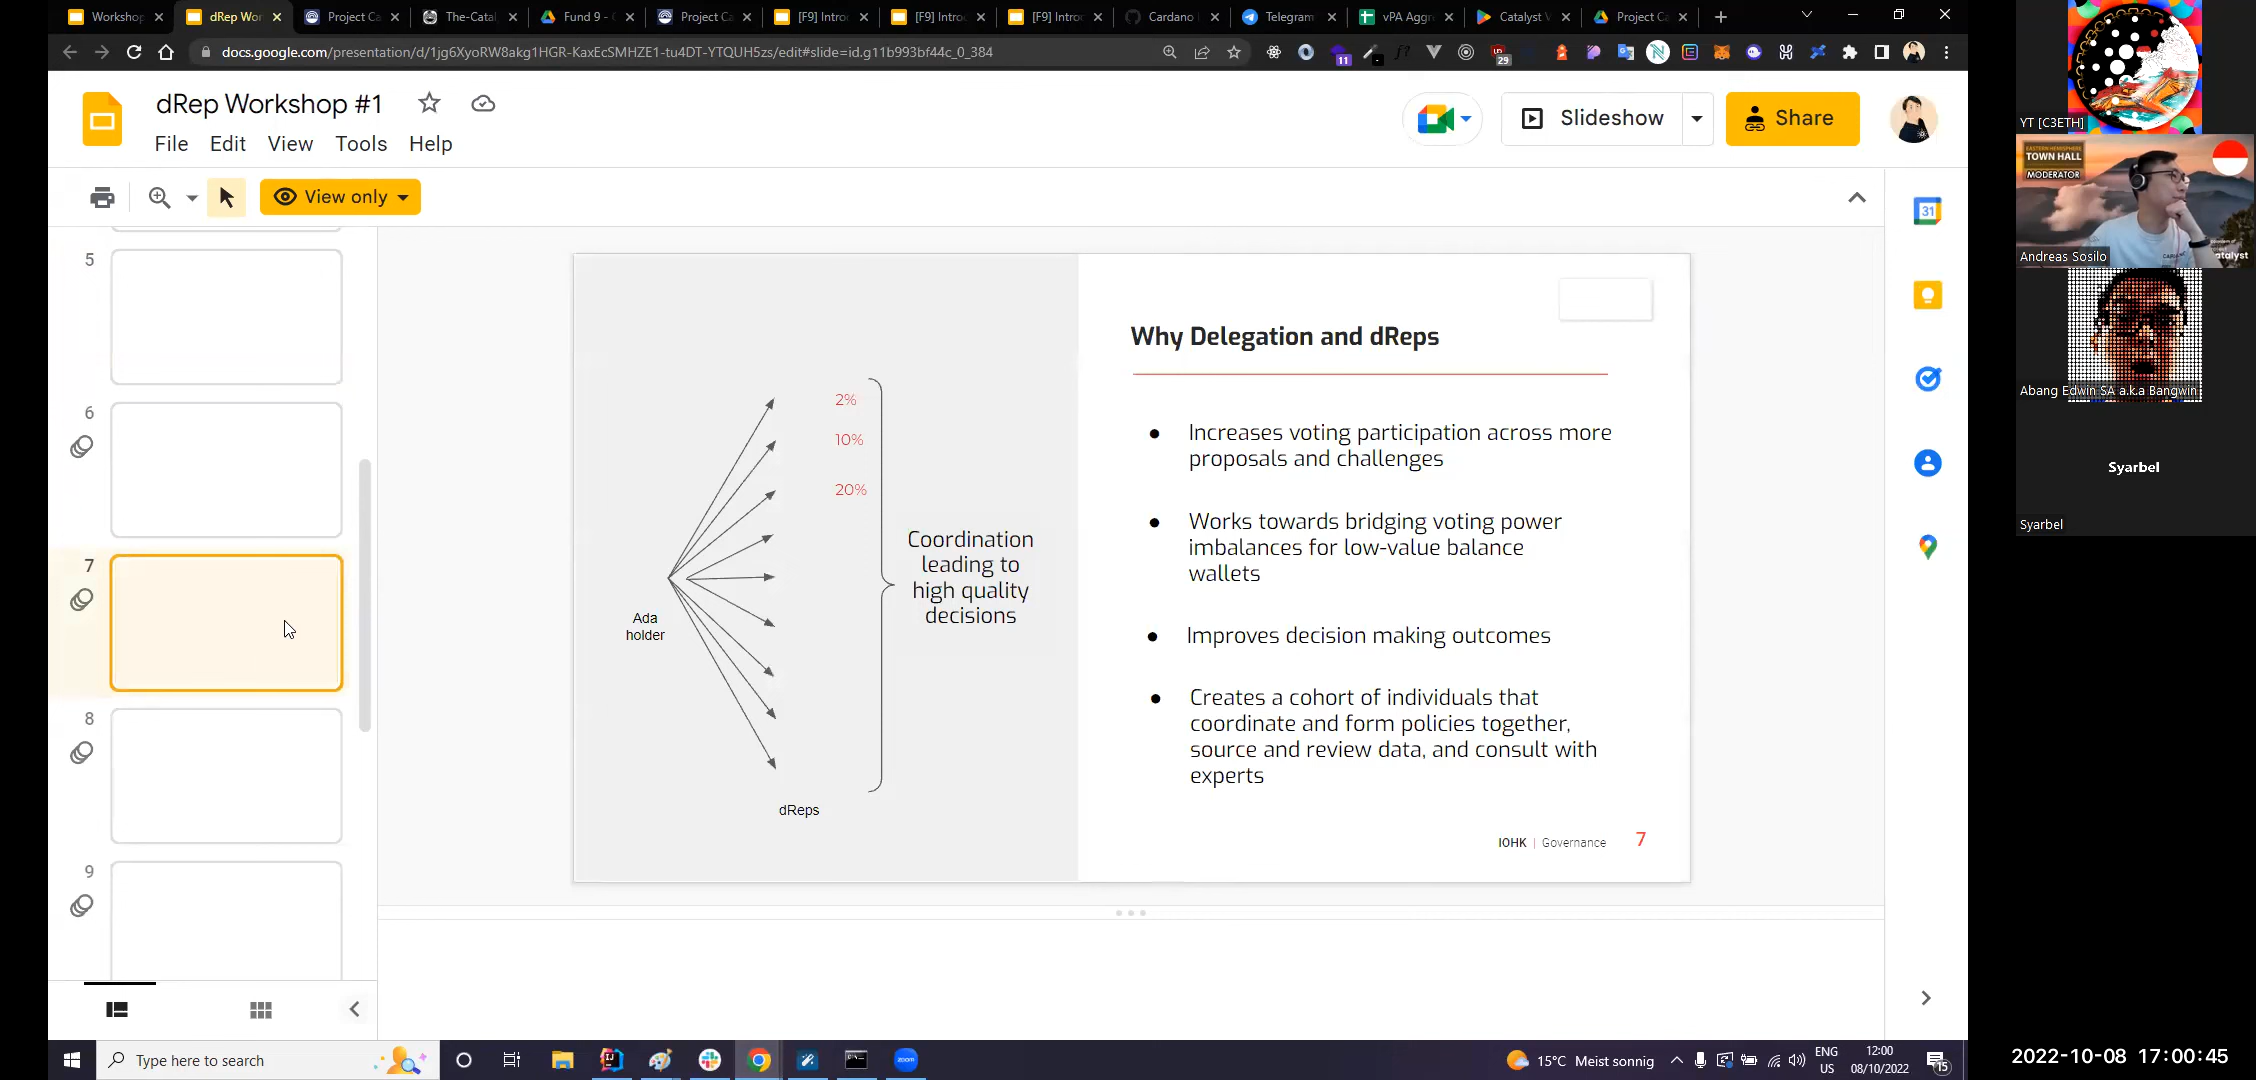 Workshop
dRep Wor
Project Ca
The-Catal
Fund 9 -
Project Ca
[F9] Intro
[F9] Intro
[F9] Intro
Cardano
Telegram
vPA Aggr
Catalyst V
Project Ca
docs.google.com/presentation/d/1jg6XyoRW8akg1HGR-KaxEcSMHZE1-tu4DT-YTQUH5zs/edit#slide=id.g11b993bf44c_0_384
11
29
dRep Workshop #1
File Edit View Tools Help
Slideshow
Share
View only
31
5
6
7
8
9
2%
10%
20%
Ada
holder
dReps
Coordination
leading to
high quality
decisions
Why Delegation and dReps
● Increases voting participation across more
proposals and challenges
● Works towards bridging voting power
imbalances for low-value balance
wallets
● Improves decision making outcomes
● Creates a cohort of individuals that
coordinate and form policies together,
source and review data, and consult with
experts
IOHK | Governance 7
Type here to search
zoom
15°C Meist sonnig
ENG
US
12:00
08/10/2022
15
YT [C3ETH]
EASTERN HEMISPHERE
TOWN HALL
MODERATOR
Andreas Sosilo
Abang Edwin SA a.k.a Bangwin
Syarbel
Syarbel
2022-10-08 17:00:45